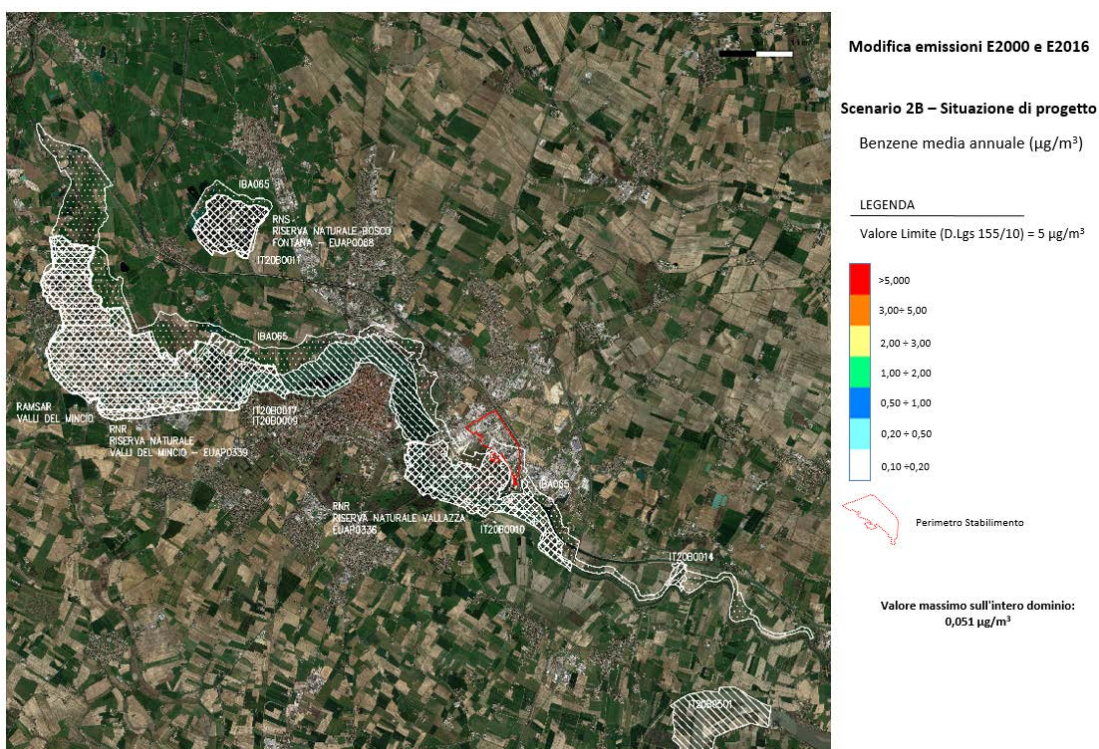 Modifica emissioni E2000 e E2016
Scenario 2B – Situazione di progetto
Benzene media annuale (µg/m³)
LEGENDA
Valore Limite (D.Lgs 155/10) = 5 µg/m³
>5,000
3,00÷ 5,00
2,00 ÷ 3,00
1,00 ÷ 2,00
0,50 ÷ 1,00
0,20 ÷ 0,50
0,10 ÷0,20
Perimetro Stabilimento
Valore massimo sull'intero dominio:
0,051 µg/m³
IBA065
RNS
RISERVA NATURALE BOSCO
FONTANA – EUAP0068
IT20B0011
IBA065
RAMSAR
VALLI DEL MINCIO
IT20B0017
IT20B0009
RNR
RISERVA NATURALE
VALLI DEL MINCIO – EUAP0339
IBA065
RNR
RISERVA NATURALE VALLAZZA
EUAP0336
IT20B0010
IT20B0014
IT20B0501